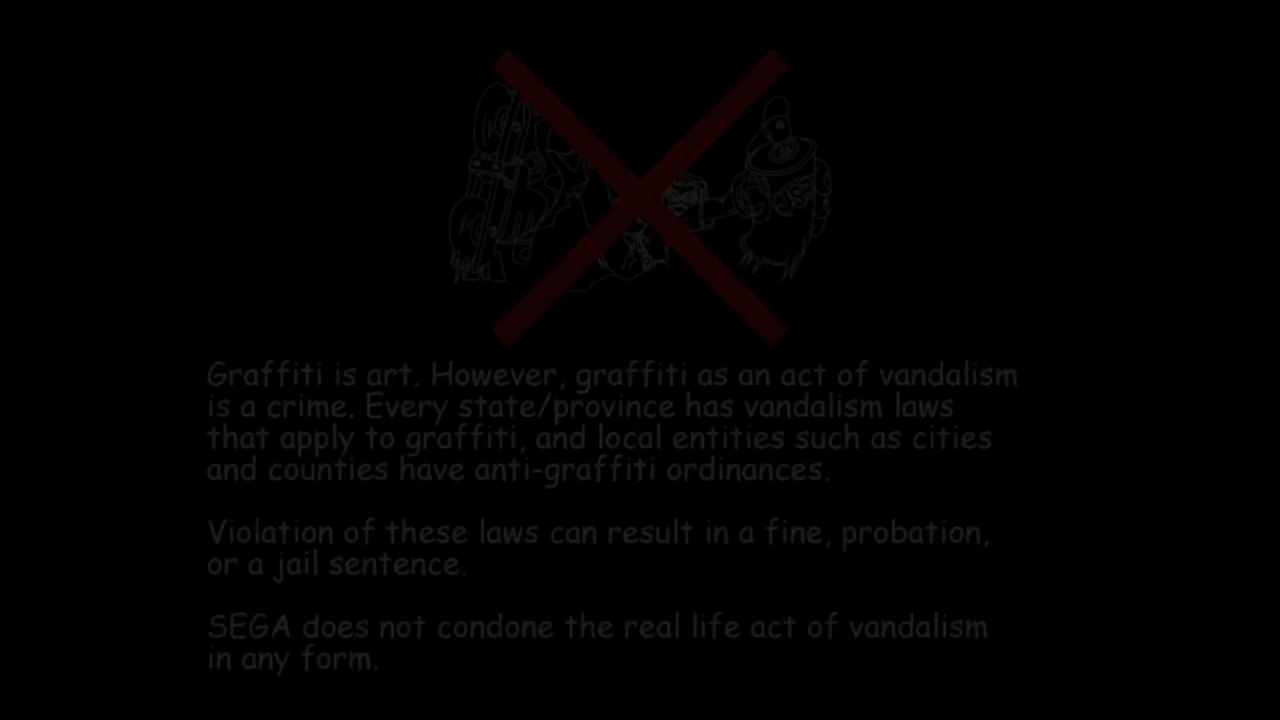 Graffiti is art. However, graffiti as an act of vandalism
is a crime. Every state/province has vandalism laws
that apply to graffiti, and local entities such as cities
and counties have anti-graffiti ordinances.
Violation of these laws can result in a fine, probation,
or a jail sentence.
SEGA does not condone the real life act of vandalism
in any form.